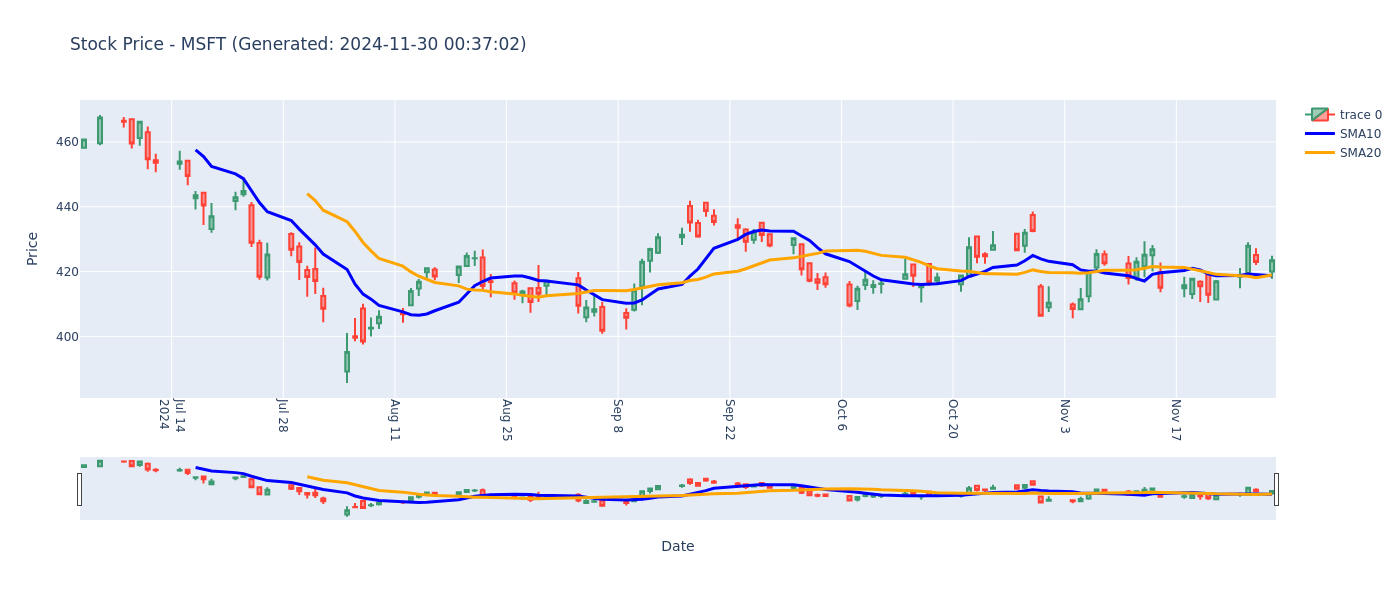 Stock Price - MSFT (Generated: 2024-11-30 00:37:02)
trace 0
SMA10
SMA20
Price
460
440
420
400
Jul 14
2024
Jul 28
Aug 11
Aug 25
Sep 8
Sep 22
Oct 6
Oct 20
Nov 3
Nov 17
Date